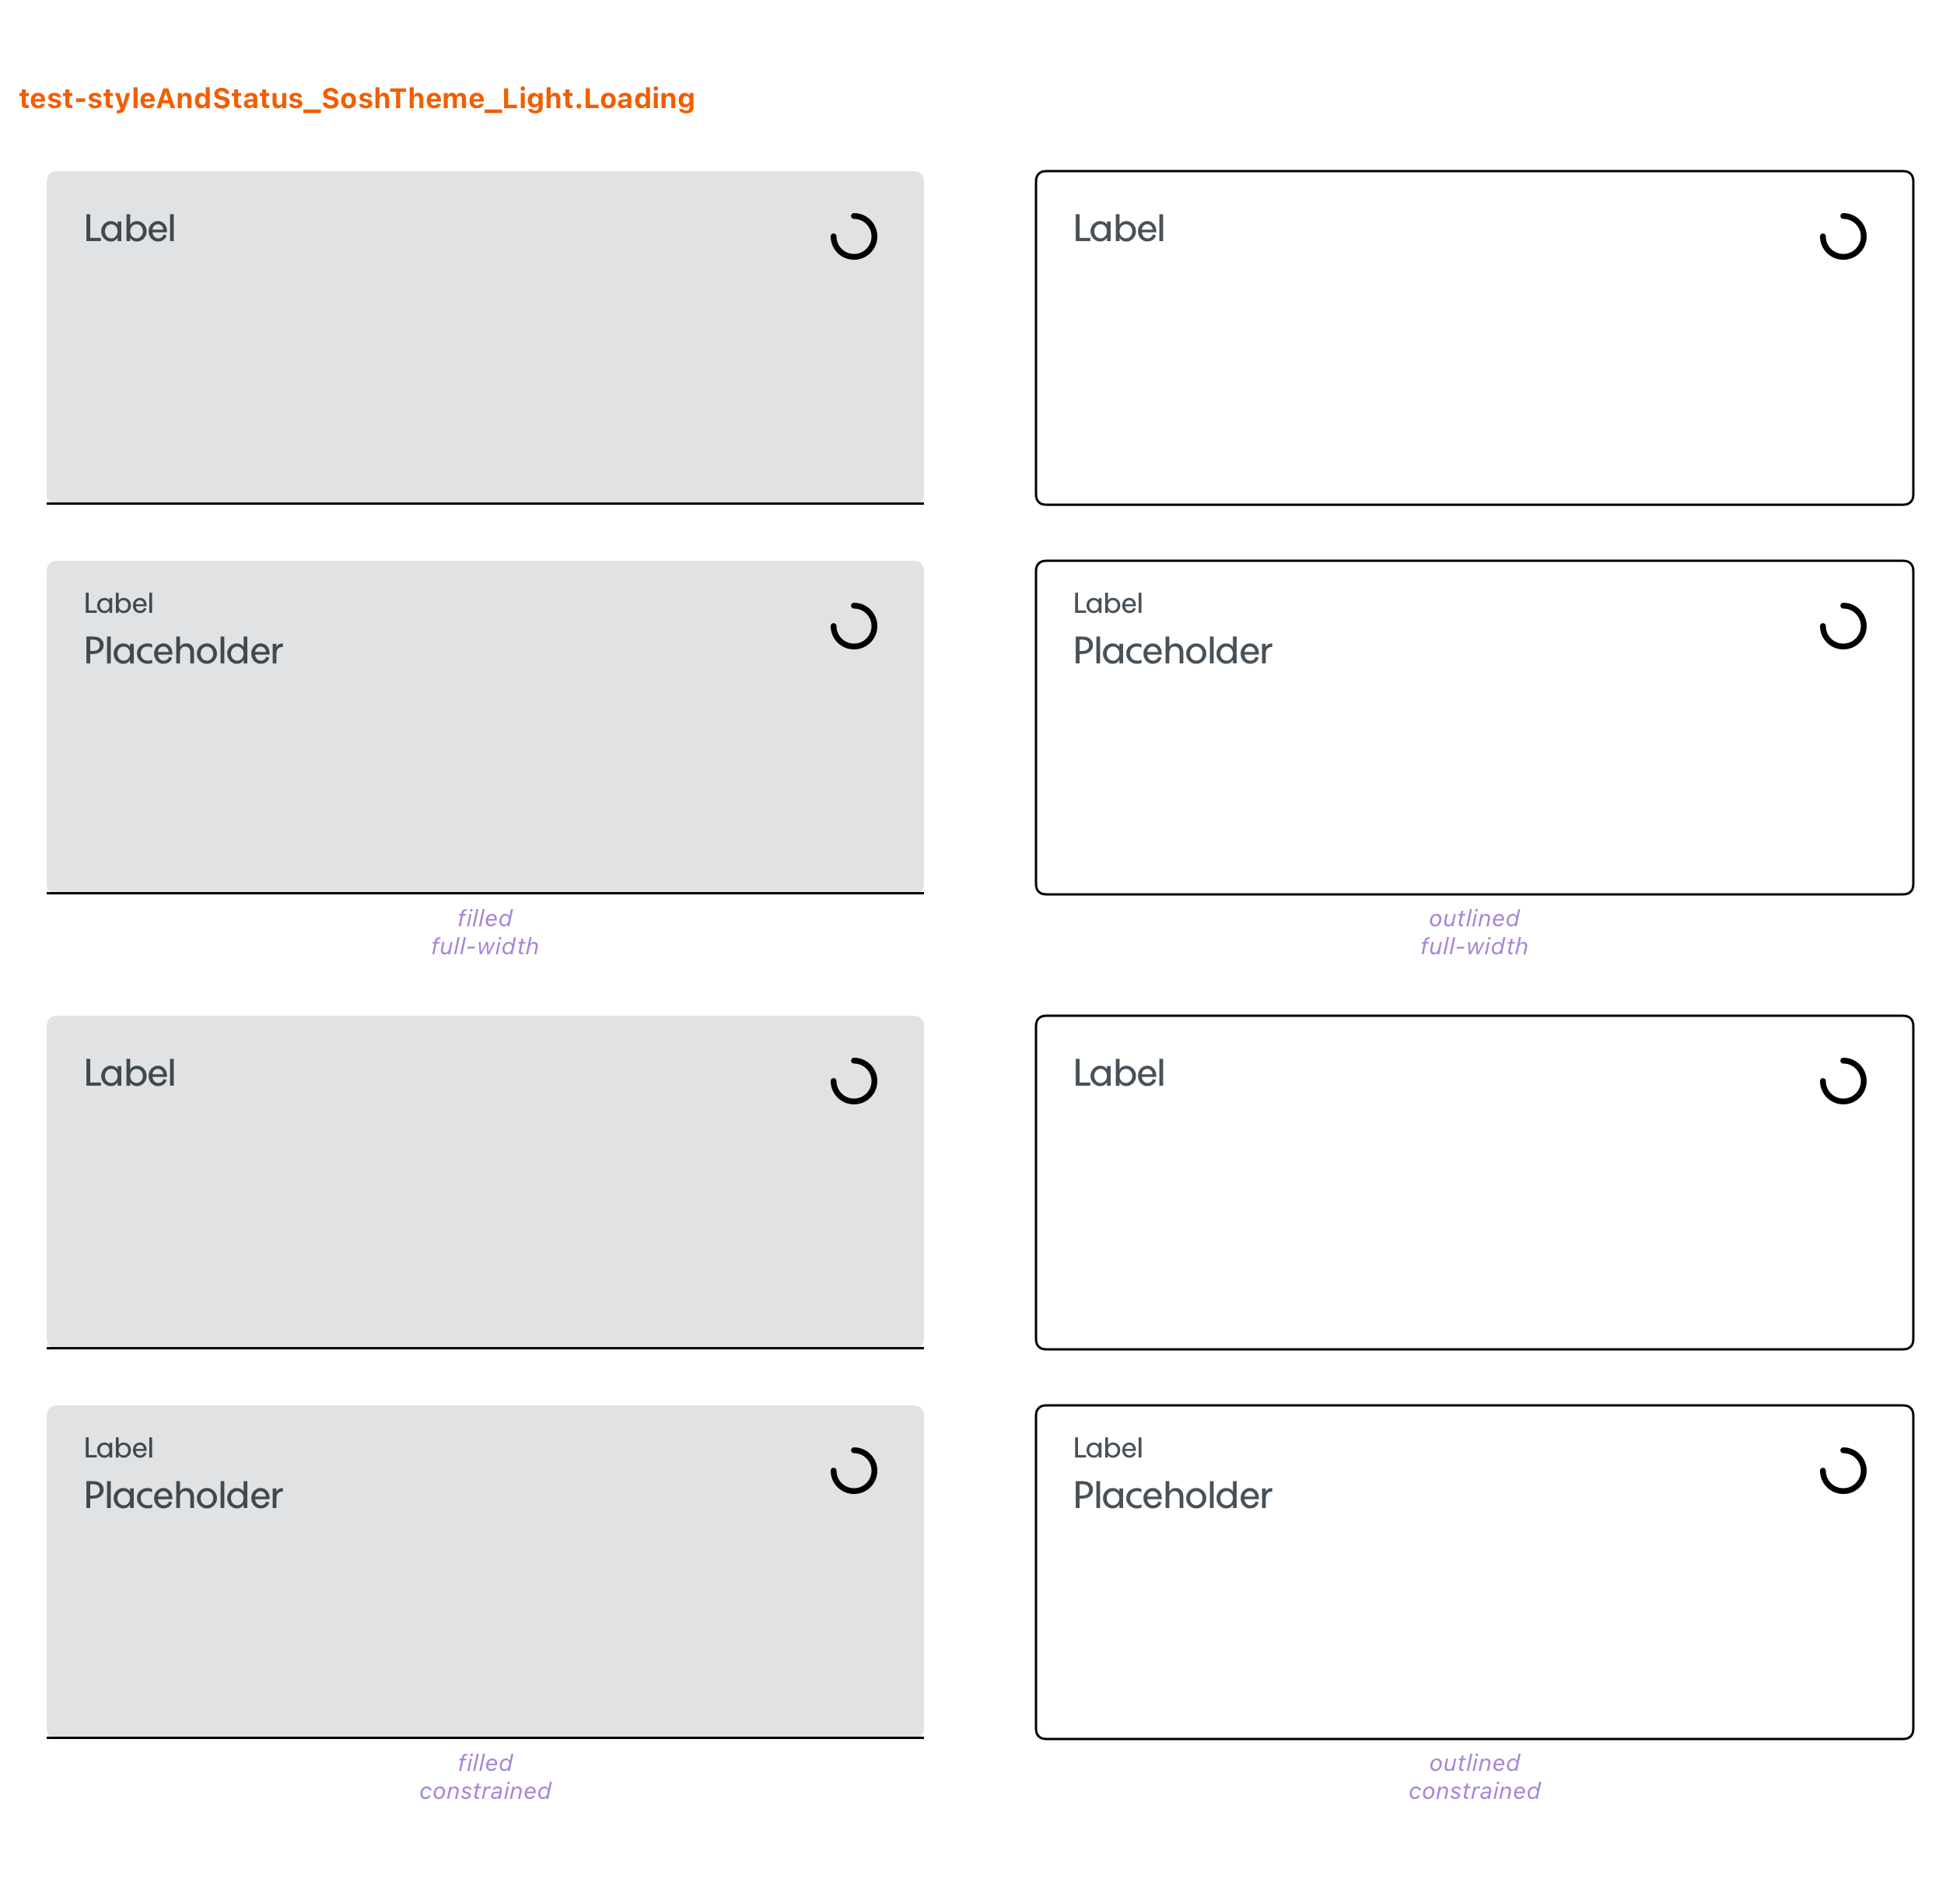 test-styleAndStatus_SoshTheme_Light.Loading
Label
Label
Label
Placeholder
Label
Placeholder
filled
full-width
outlined
full-width
Label
Label
Label
Placeholder
Label
Placeholder
filled
constrained
outlined
constrained